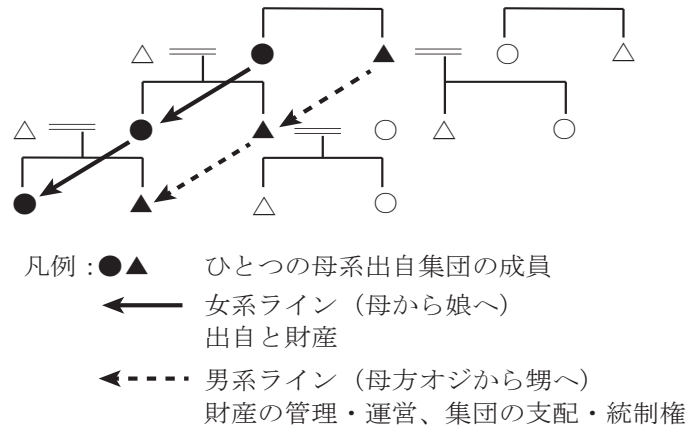 凡例:●▲ ひとつの母系出自集団の成員
女系ライン（母から娘へ）
出自と財産
男系ライン（母方オジから甥へ）
財産の管理・運営、集団の支配・統制権